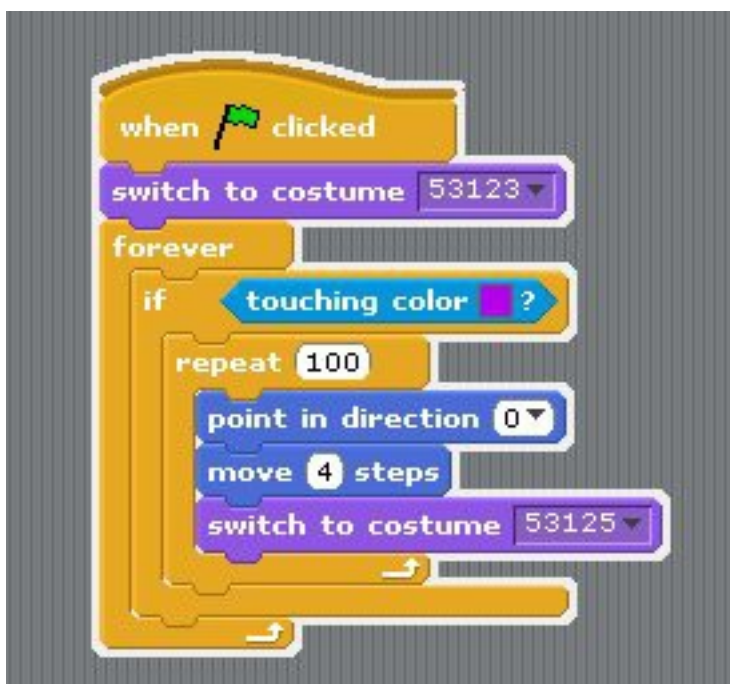 when clicked
switch to costume 53123
forever
if touching color ?
repeat 100
point in direction 0
move 4 steps
switch to costume 53125